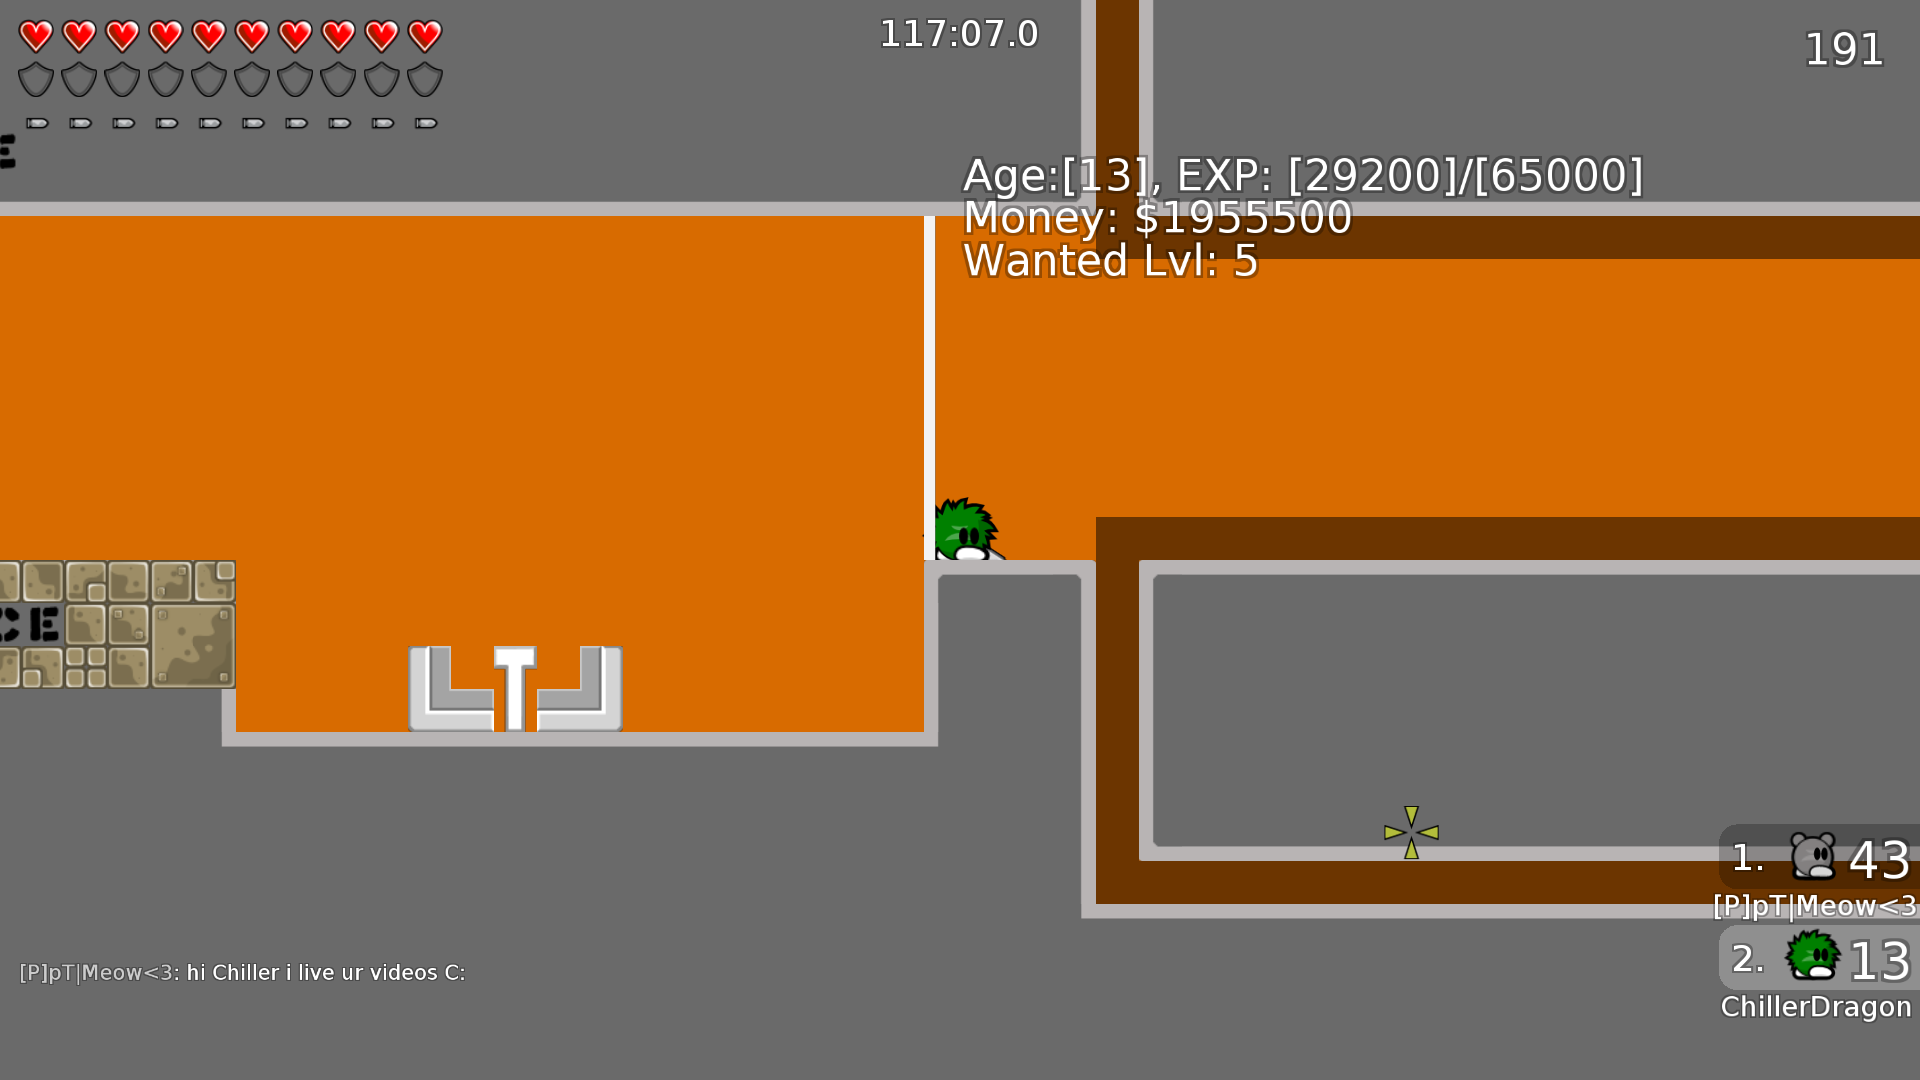 117:07.0
191
E
Age:[13], EXP: [29200]/[65000]
Money: $1955500
Wanted Lvl: 5
CE
1. 43
[P]pT|Meow<3
2. 13
ChillerDragon
[P]pT|Meow<3: hi Chiller i live ur videos C: